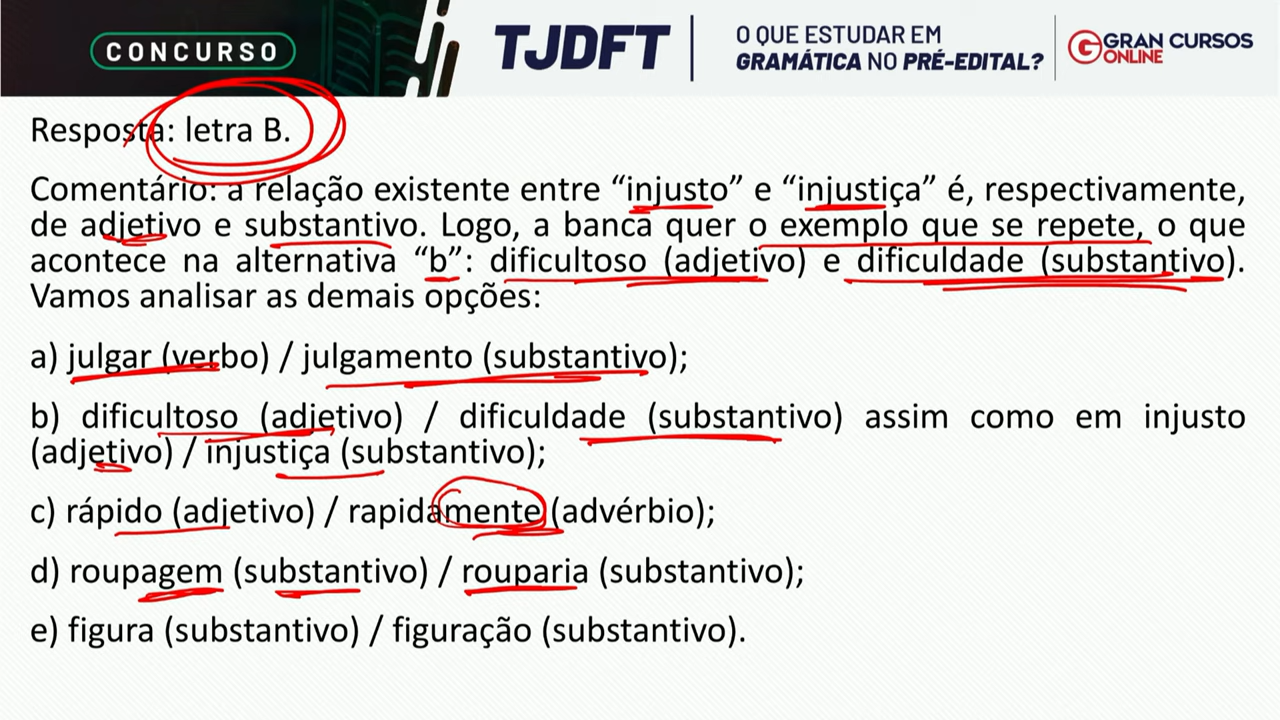 CONCURSO
TJDFT
O QUE ESTUDAR EM
GRAMÁTICA NO PRÉ-EDITAL?
GRAN CURSOS
ONLINE
Resposta: letra B.
Comentário: a relação existente entre “injusto” e “injustiça” é, respectivamente,
de adjetivo e substantivo. Logo, a banca quer o exemplo que se repete, o que
acontece na alternativa “b”: dificultoso (adjetivo) e dificuldade (substantivo).
Vamos analisar as demais opções:
a) julgar (verbo) / julgamento (substantivo);
b) dificultoso (adjetivo) / dificuldade (substantivo) assim como em injusto
(adjetivo) / injustiça (substantivo);
c) rápido (adjetivo) / rapidamente (advérbio);
d) roupagem (substantivo) / rouparia (substantivo);
e) figura (substantivo) / figuração (substantivo).